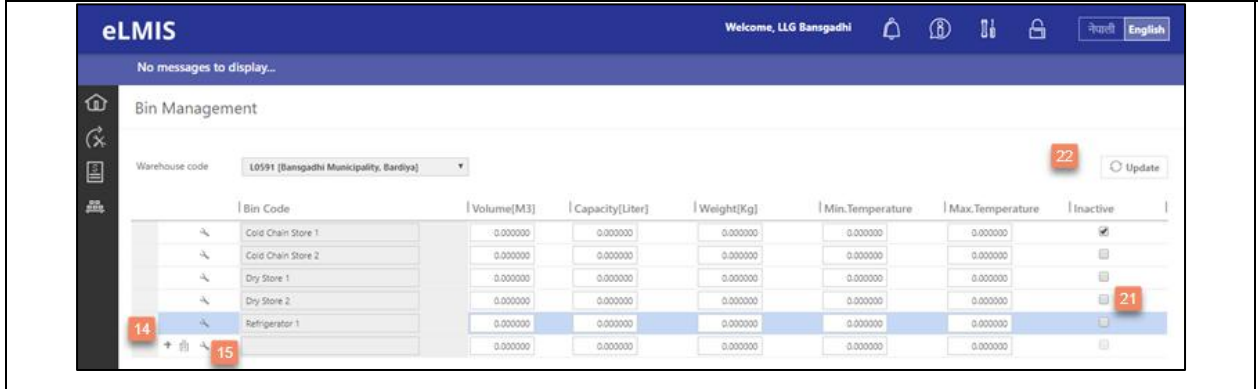 eLMIS Welcome, LLG Bansgadhi नेपाली English
No messages to display...
Bin Management
22
Warehouse code L0591 [Bansgadhi Municipality, Bardiya] Update
Bin Code Volume[M3] Capacity[Liter] Weight[Kg] Min.Temperature Max.Temperature Inactive
Cold Chain Store 1 0.000000 0.000000 0.000000 0.000000 0.000000
Cold Chain Store 2 0.000000 0.000000 0.000000 0.000000 0.000000
Dry Store 1 0.000000 0.000000 0.000000 0.000000 0.000000
Dry Store 2 0.000000 0.000000 0.000000 0.000000 0.000000 21
14 Refrigerator 1 0.000000 0.000000 0.000000 0.000000 0.000000
15 0.000000 0.000000 0.000000 0.000000 0.000000